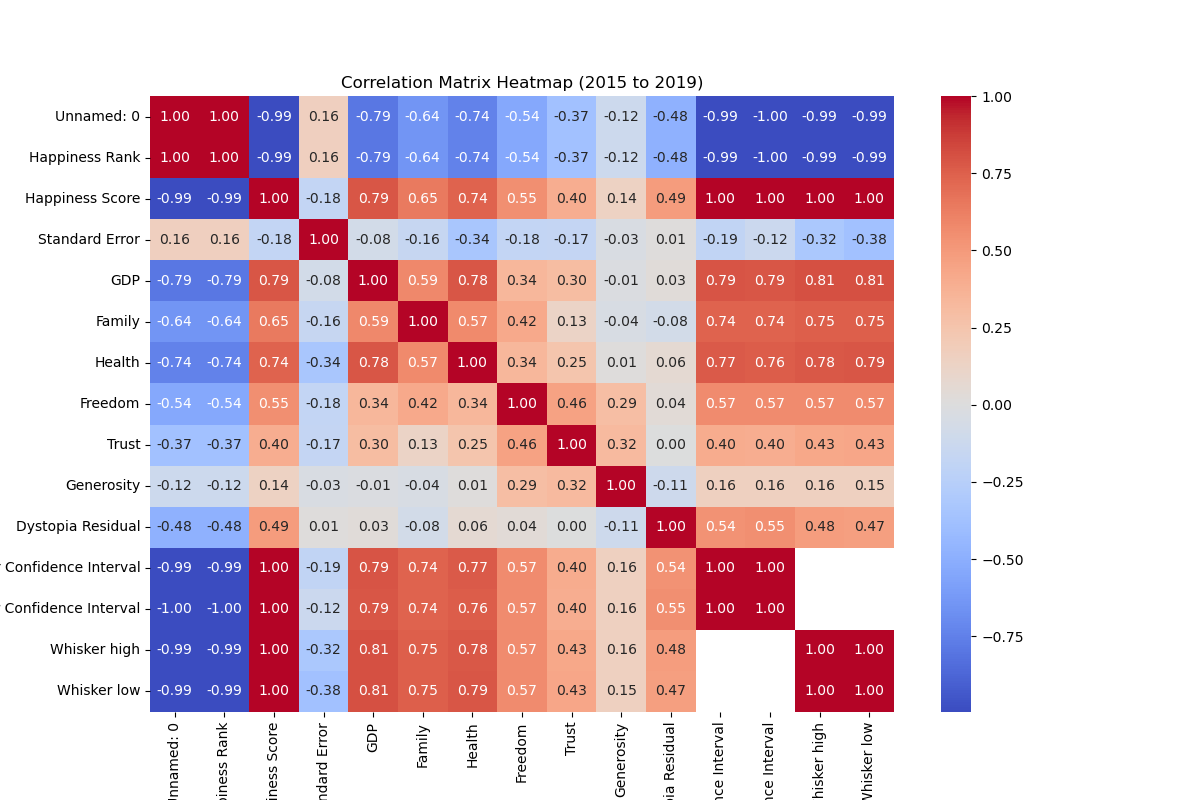 Correlation Matrix Heatmap (2015 to 2019)
Unnamed: 0 1.00 1.00 -0.99 0.16 -0.79 -0.64 -0.74 -0.54 -0.37 -0.12 -0.48 -0.99 -1.00 -0.99 -0.99
Happiness Rank 1.00 1.00 -0.99 0.16 -0.79 -0.64 -0.74 -0.54 -0.37 -0.12 -0.48 -0.99 -1.00 -0.99 -0.99
Happiness Score -0.99 -0.99 1.00 -0.18 0.79 0.65 0.74 0.55 0.40 0.14 0.49 1.00 1.00 1.00 1.00
Standard Error 0.16 0.16 -0.18 1.00 -0.08 -0.16 -0.34 -0.18 -0.17 -0.03 0.01 -0.19 -0.12 -0.32 -0.38
GDP -0.79 -0.79 0.79 -0.08 1.00 0.59 0.78 0.34 0.30 -0.01 0.03 0.79 0.79 0.81 0.81
Family -0.64 -0.64 0.65 -0.16 0.59 1.00 0.57 0.42 0.13 -0.04 -0.08 0.74 0.74 0.75 0.75
Health -0.74 -0.74 0.74 -0.34 0.78 0.57 1.00 0.34 0.25 0.01 0.06 0.77 0.76 0.78 0.79
Freedom -0.54 -0.54 0.55 -0.18 0.34 0.42 0.34 1.00 0.46 0.29 0.04 0.57 0.57 0.57 0.57
Trust -0.37 -0.37 0.40 -0.17 0.30 0.13 0.25 0.46 1.00 0.32 0.00 0.40 0.40 0.43 0.43
Generosity -0.12 -0.12 0.14 -0.03 -0.01 -0.04 0.01 0.29 0.32 1.00 -0.11 0.16 0.16 0.16 0.15
Dystopia Residual -0.48 -0.48 0.49 0.01 0.03 -0.08 0.06 0.04 0.00 -0.11 1.00 0.54 0.55 0.48 0.47
Confidence Interval -0.99 -0.99 1.00 -0.19 0.79 0.74 0.77 0.57 0.40 0.16 0.54 1.00 1.00
Confidence Interval -1.00 -1.00 1.00 -0.12 0.79 0.74 0.76 0.57 0.40 0.16 0.55 1.00 1.00
Whisker high -0.99 -0.99 1.00 -0.32 0.81 0.75 0.78 0.57 0.43 0.16 0.48 1.00 1.00
Whisker low -0.99 -0.99 1.00 -0.38 0.81 0.75 0.79 0.57 0.43 0.15 0.47 1.00 1.00
Unnamed: 0
piness Rank
iness Score
ndard Error
GDP
Family
Health
Freedom
Trust
Generosity
ia Residual
nce Interval
nce Interval
hisker high
Whisker low
1.00
0.75
0.50
0.25
0.00
−0.25
−0.50
−0.75